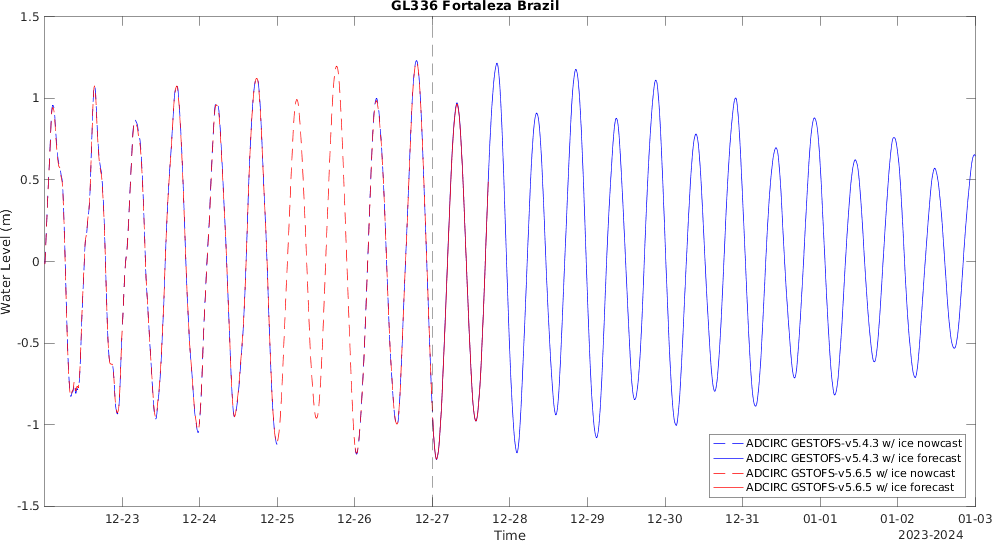 GL336 Fortaleza Brazil
1.5
1
0.5
0
-0.5
-1
-1.5
Water Level (m)
12-23
12-24
12-25
12-26
12-27
12-28
12-29
12-30
12-31
01-01
01-02
01-03
Time
2023-2024
ADCIRC GESTOFS-v5.4.3 w/ ice nowcast
ADCIRC GESTOFS-v5.4.3 w/ ice forecast
ADCIRC GSTOFS-v5.6.5 w/ ice nowcast
ADCIRC GSTOFS-v5.6.5 w/ ice forecast